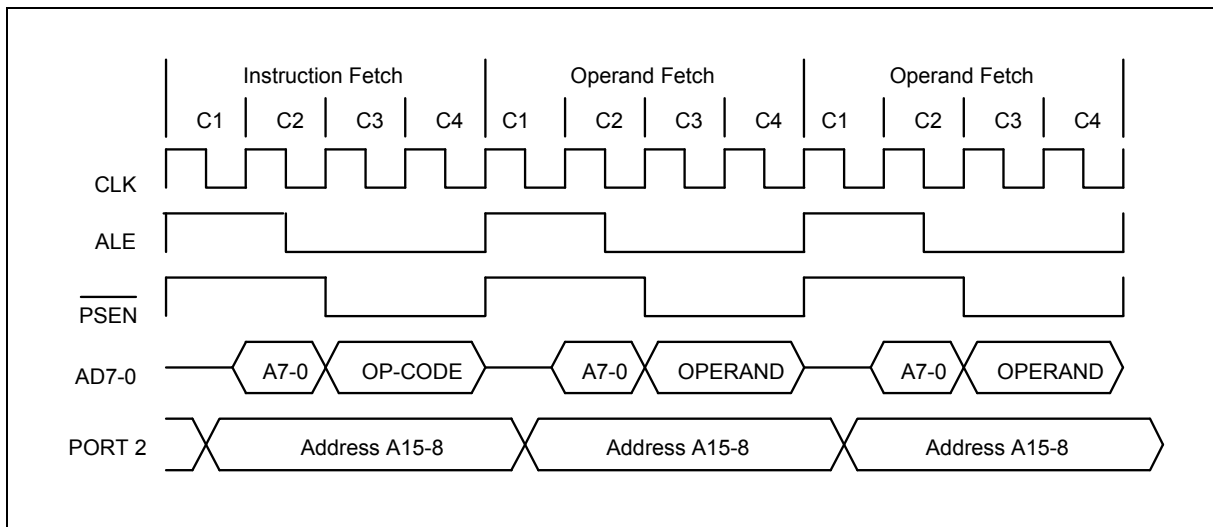 Instruction Fetch Operand Fetch Operand Fetch
C1 C2 C3 C4 C1 C2 C3 C4 C1 C2 C3 C4
CLK
ALE
PSEN
AD7-0 A7-0 OP-CODE A7-0 OPERAND A7-0 OPERAND
PORT 2 Address A15-8 Address A15-8 Address A15-8